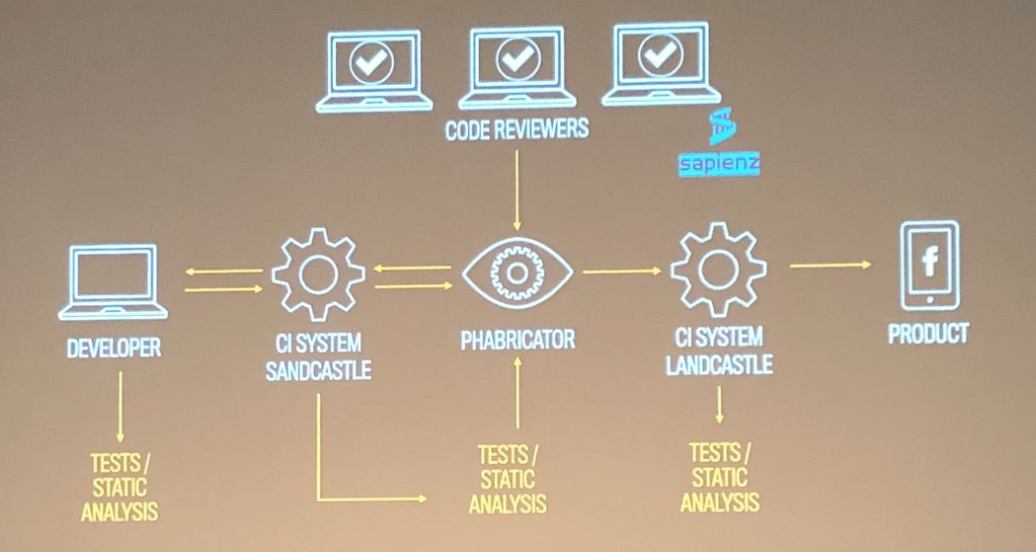 CODE REVIEWERS
sapienz
DEVELOPER
CI SYSTEM
SANDCASTLE
PHABRICATOR
CI SYSTEM
LANDCASTLE
f
PRODUCT
TESTS /
STATIC
ANALYSIS
TESTS /
STATIC
ANALYSIS
TESTS /
STATIC
ANALYSIS